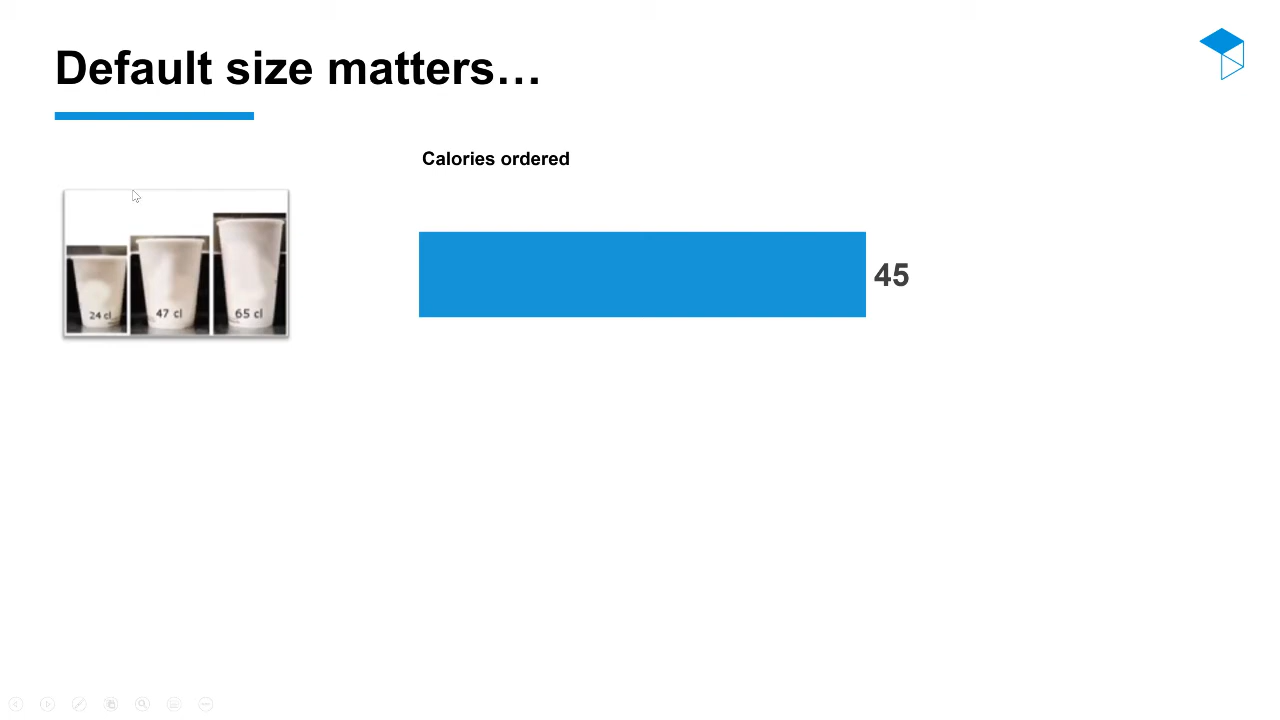 Default size matters…
Calories ordered
45
24 cl
47 cl
65 cl